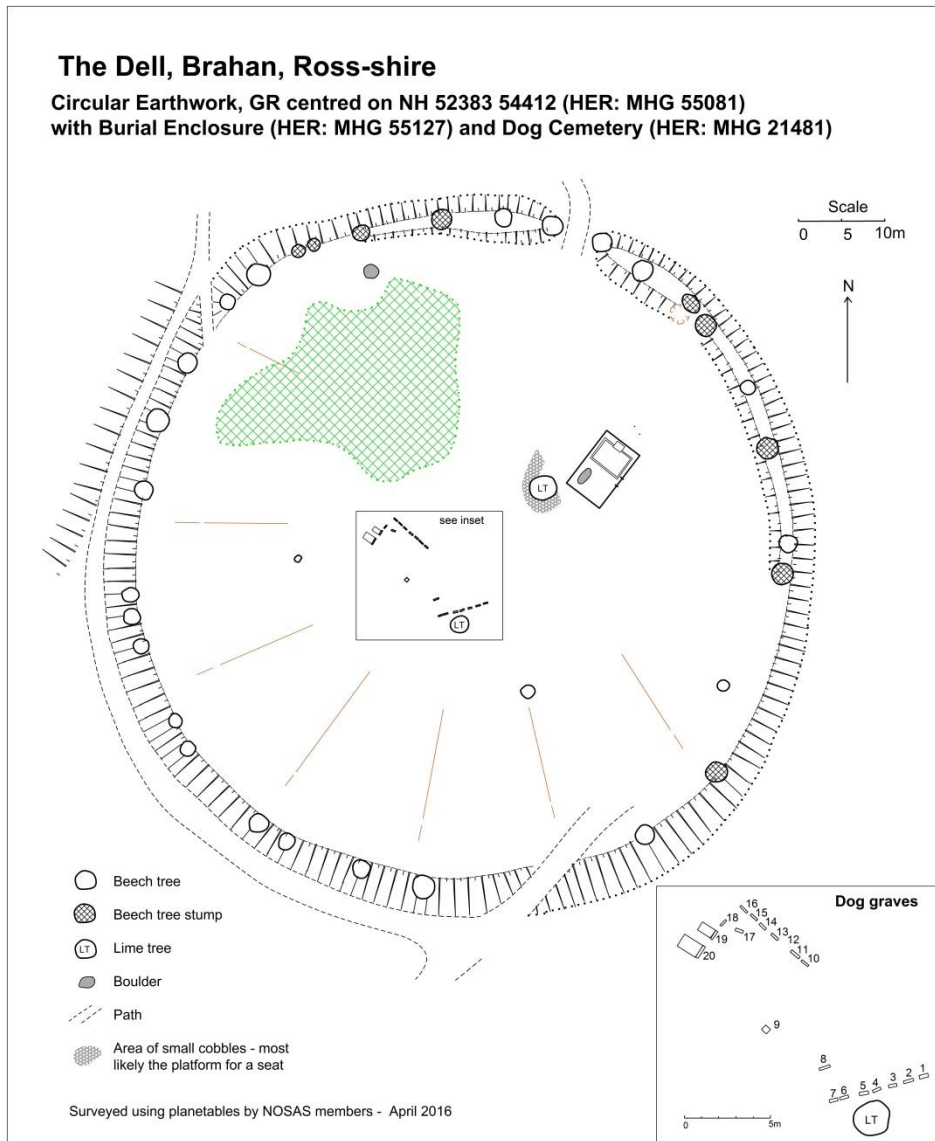 The Dell, Brahan, Ross-shire
Circular Earthwork, GR centred on NH 52383 54412 (HER: MHG 55081)
with Burial Enclosure (HER: MHG 55127) and Dog Cemetery (HER: MHG 21481)
Scale
0 5 10m
N
LT
see inset
LT
Beech tree
Beech tree stump
LT Lime tree
Boulder
Path
Area of small cobbles - most
likely the platform for a seat
Surveyed using planetables by NOSAS members - April 2016
Dog graves
16
15
18 14
19 17 13
12
20 11
10
9
8
7 6 5 4 3 2 1
LT
0 5m